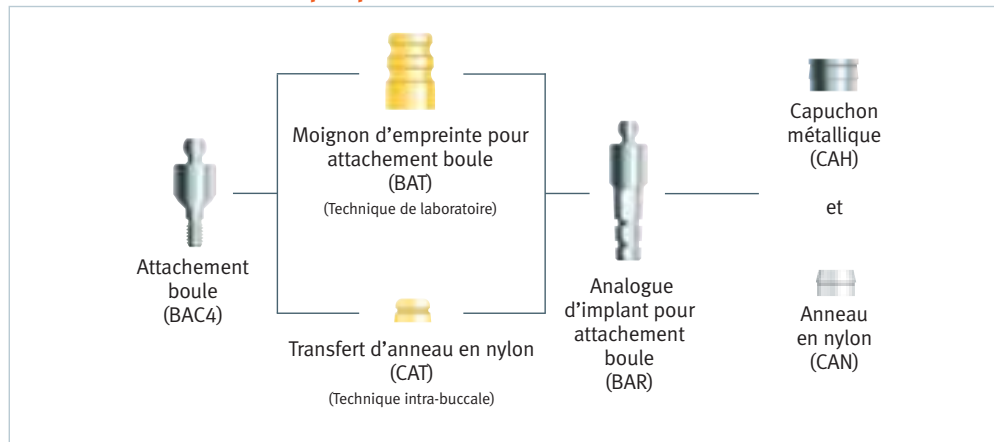 Attachement
boule
(BAC4)
Moignon d’empreinte pour
attachement boule
(BAT)
(Technique de laboratoire)
Transfert d’anneau en nylon
(CAT)
(Technique intra-buccale)
Analogue
d’implant pour
attachement
boule
(BAR)
Capuchon
métallique
(CAH)
et
Anneau
en nylon
(CAN)